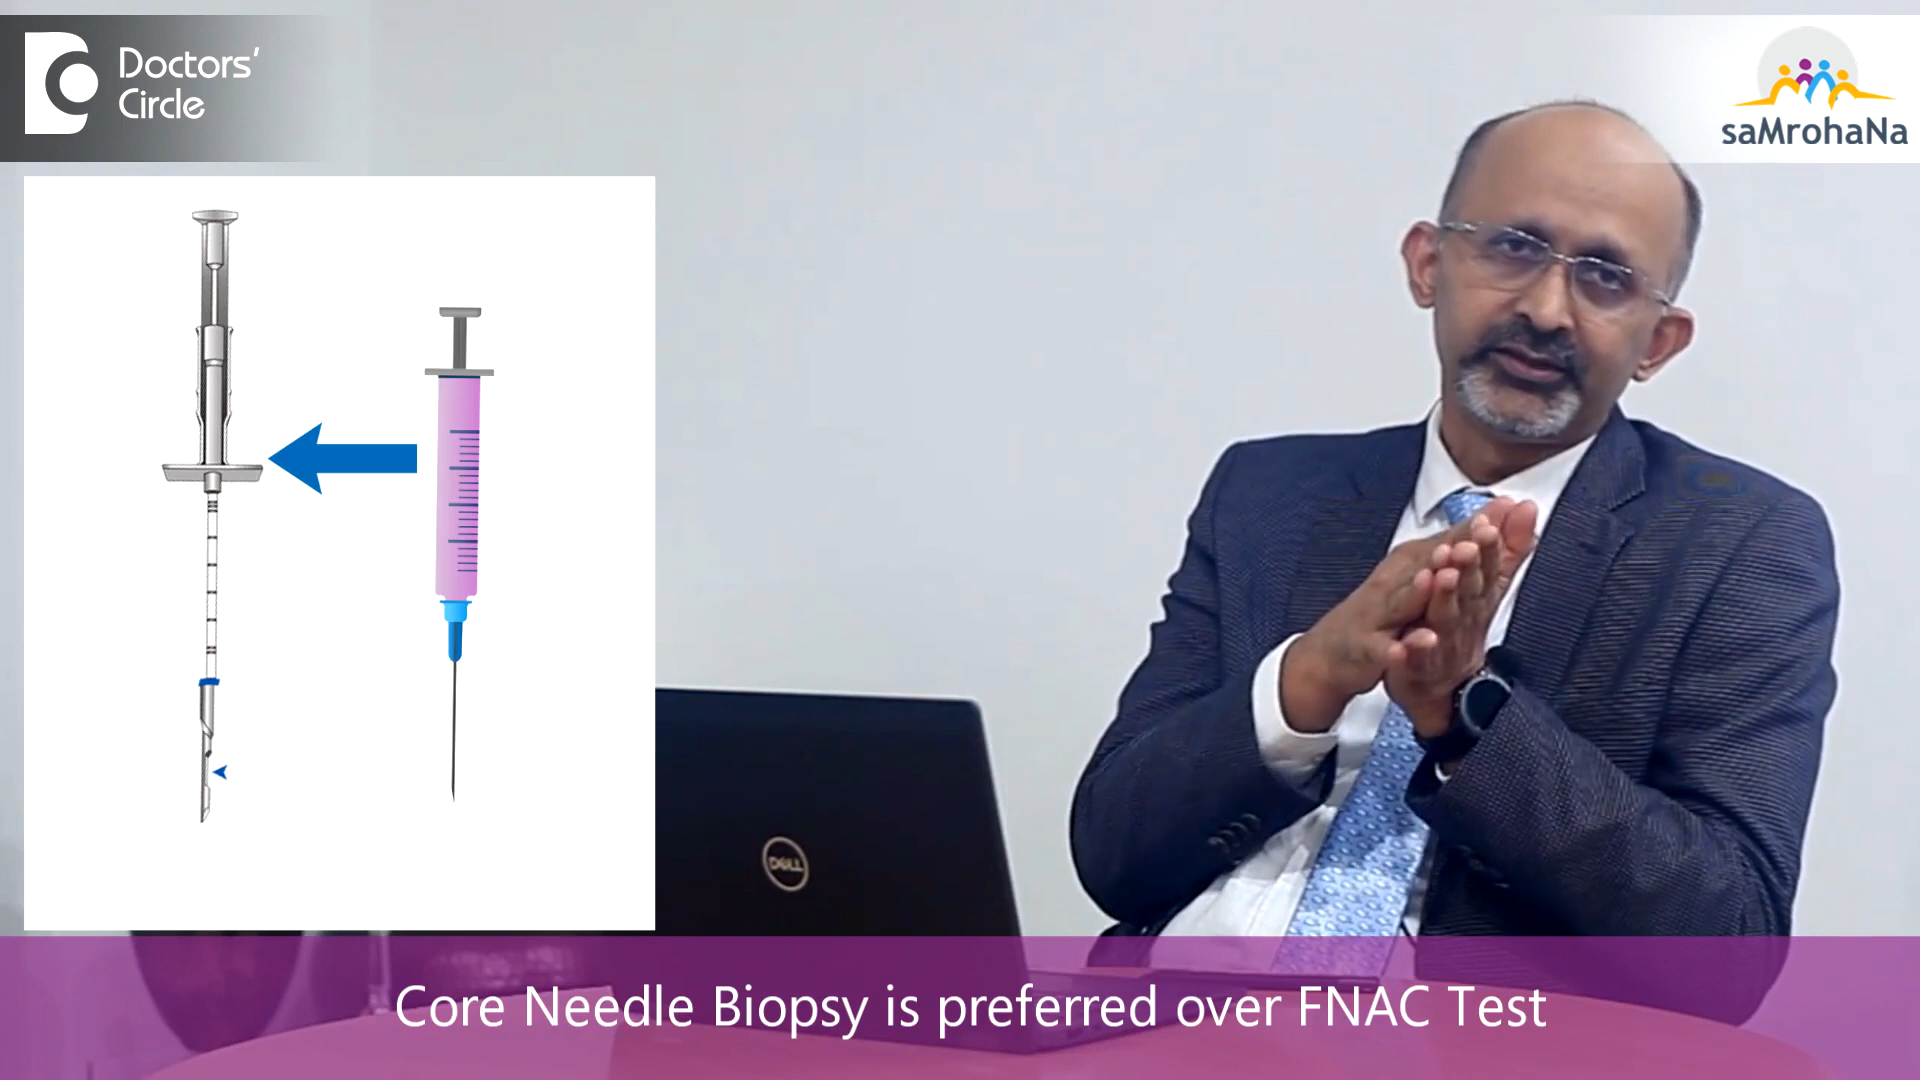 Doctors'
Circle
saMrohaNa
DELL
Core Needle Biopsy is preferred over FNAC Test